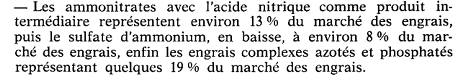 — Les ammonitrates avec l'acide nitrique comme produit in-
termédiaire représentent environ 13 % du marché des engrais,
puis le sulfate d'ammonium, en baisse, à environ 8 % du mar-
ché des engrais, enfin les engrais complexes azotés et phosphatés
représentant quelques 19 % du marché des engrais.